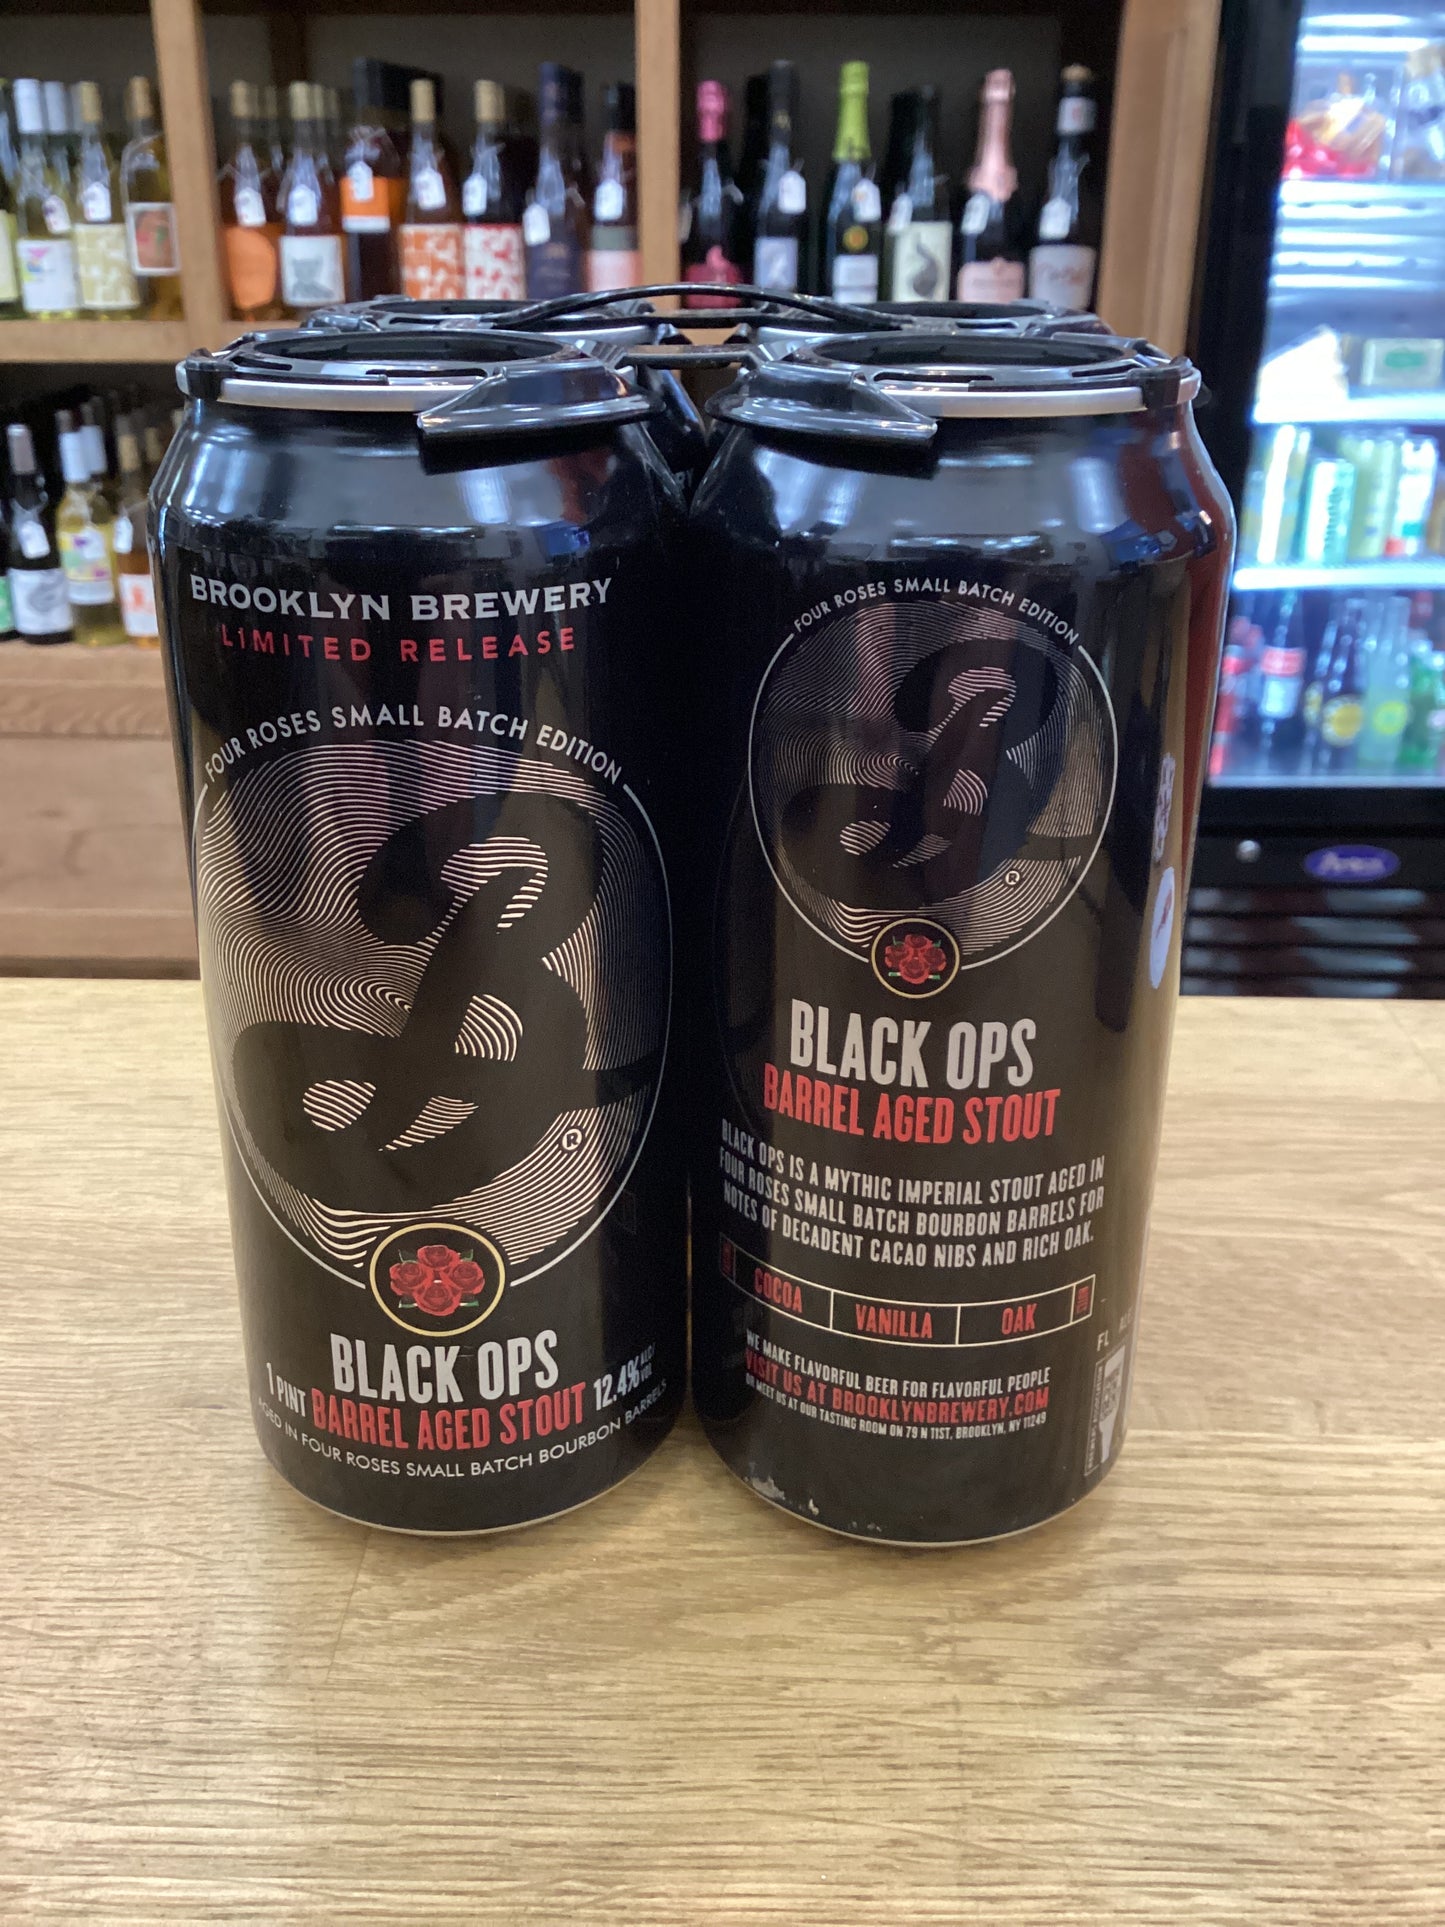 BROOKLYN BREWERY
LIMITED RELEASE
FOUR ROSES SMALL BATCH EDITION
B
®
BLACK OPS
1 PINT BARREL AGED STOUT 12.4% ALC/VOL
AGED IN FOUR ROSES SMALL BATCH BOURBON BARRELS
FOUR ROSES SMALL BATCH EDITION
B
®
BLACK OPS
BARREL AGED STOUT
BLACK OPS IS A MYTHIC IMPERIAL STOUT AGED IN
FOUR ROSES SMALL BATCH BOURBON BARRELS FOR
NOTES OF DECADENT CACAO NIBS AND RICH OAK.
COCOA VANILLA OAK
WE MAKE FLAVORFUL BEER FOR FLAVORFUL PEOPLE
VISIT US AT BROOKLYNBREWERY.COM
OR MEET US AT OUR TASTING ROOM ON 79 N 11ST, BROOKLYN, NY 11249
FL ALE